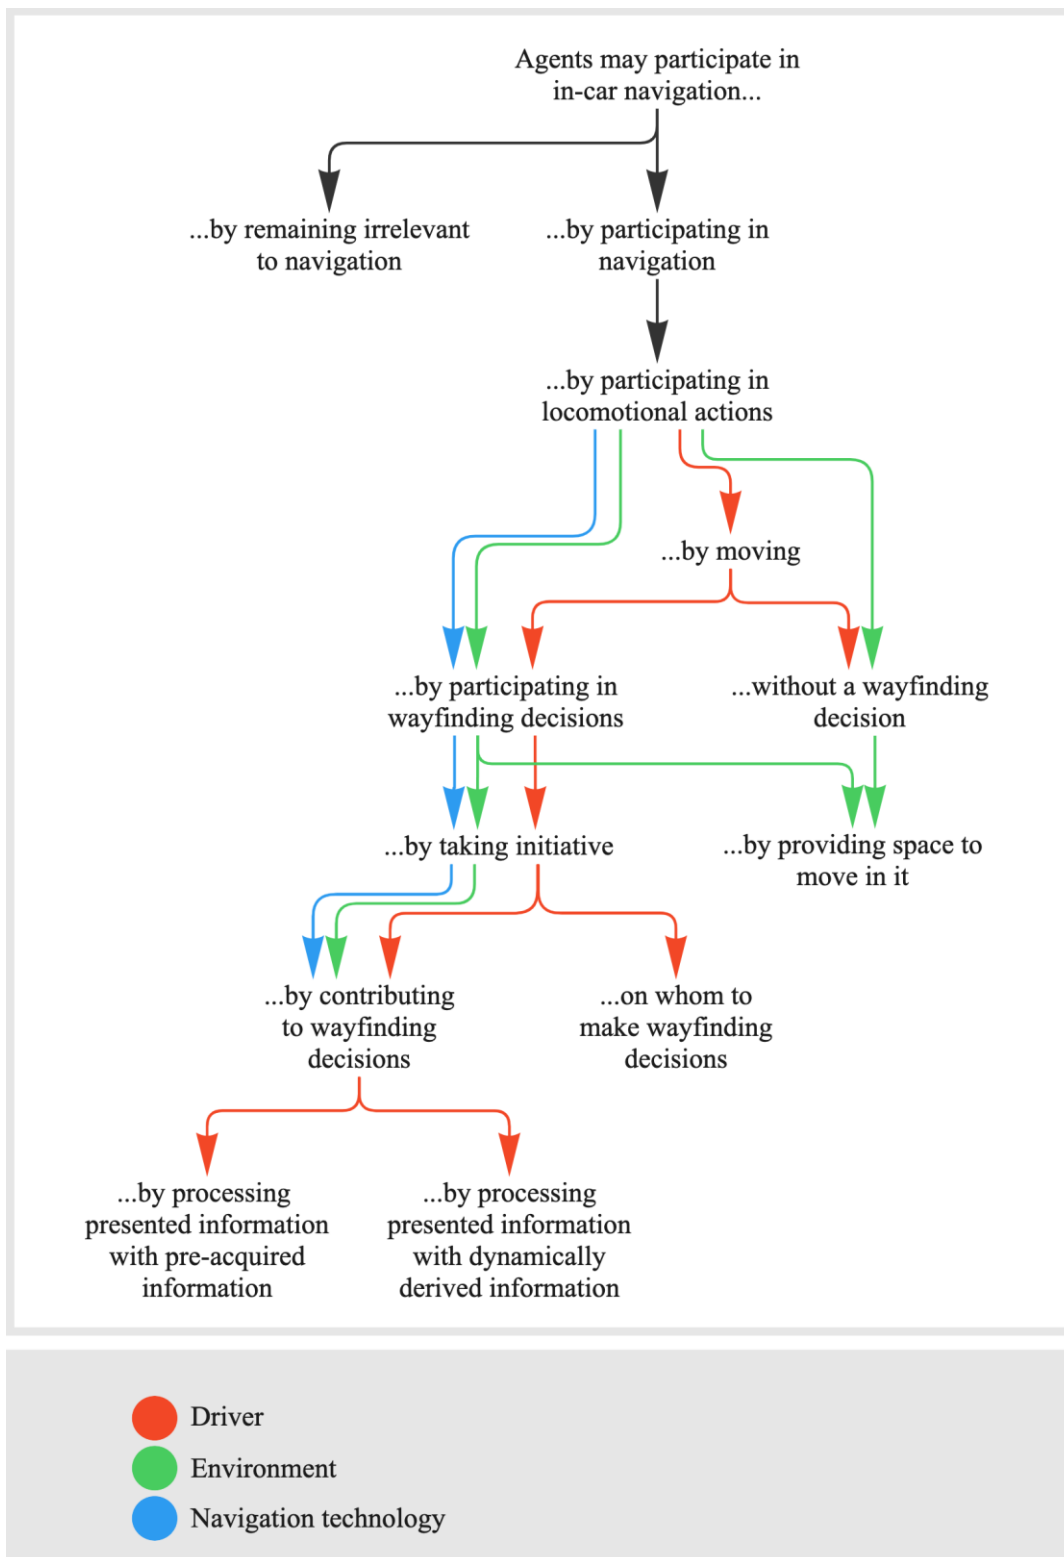 Agents may participate in
in-car navigation...
...by remaining irrelevant
to navigation
...by participating in
navigation
...by participating in
locomotional actions
...by moving
...by participating in
wayfinding decisions
...without a wayfinding
decision
...by taking initiative
...by providing space to
move in it
...by contributing
to wayfinding
decisions
...on whom to
make wayfinding
decisions
...by processing
presented information
with pre-acquired
information
...by processing
presented information
with dynamically
derived information
Driver
Environment
Navigation technology